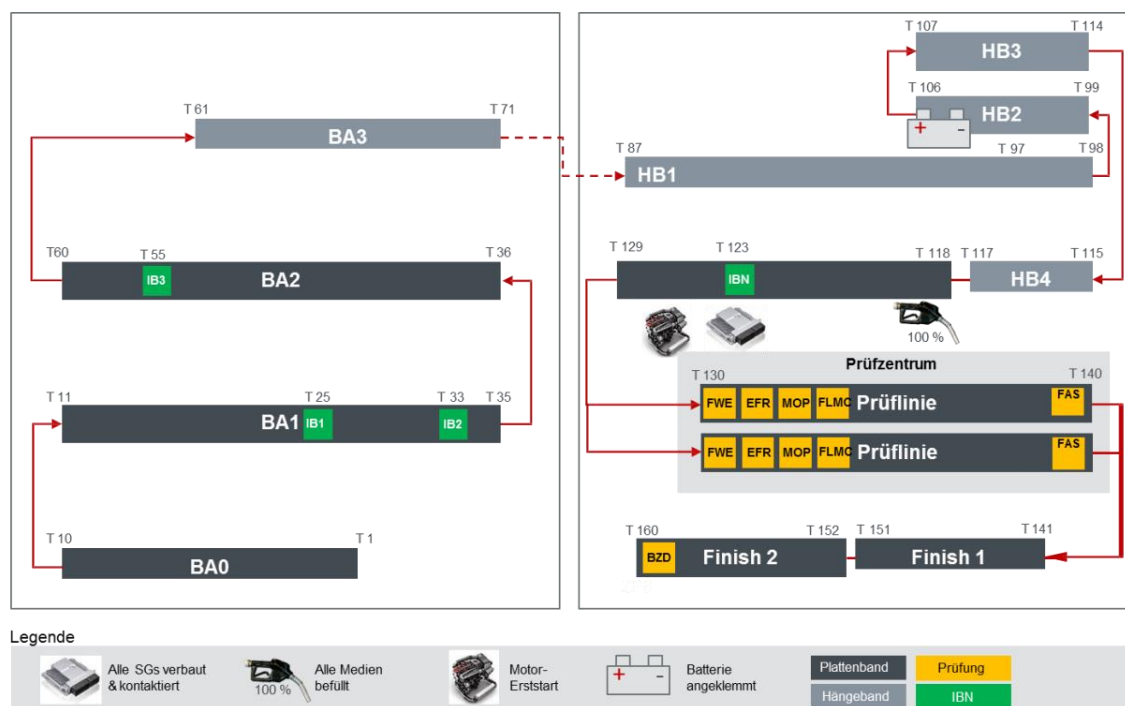 T 61
T 71
BA3
T60
T 55
T 36
IB3
BA2
T 11
T 25
T 33
T 35
BA1
IB1
IB2
T 10
T 1
BA0
T 107
T 114
HB3
T 106
T 99
HB2
+ -
T 87
T 97
T 98
HB1
T 129
T 123
T 118
T 117
T 115
IBN
HB4
100 %
Prüfzentrum
T 130
T 140
FWE
EFR
MOP
FLMC
Prüflinie
FAS
FWE
EFR
MOP
FLMC
Prüflinie
FAS
T 160
T 152
T 151
T 141
BZD
Finish 2
Finish 1
Legende
Alle SGs verbaut
& kontaktiert
100 %
Alle Medien
befüllt
Motor-
Erststart
+ -
Batterie
angeklemmt
Plattenband
Prüfung
Hängeband
IBN